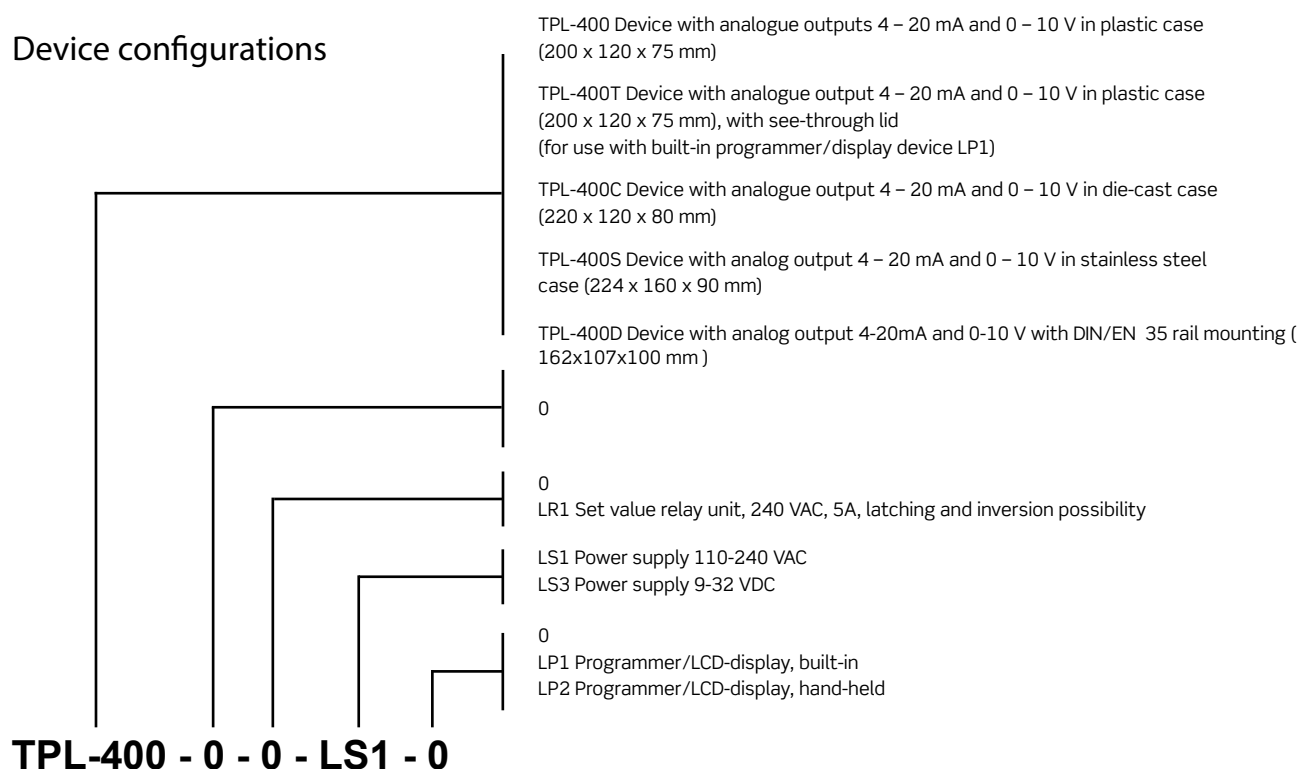 Device configurations
TPL-400 Device with analogue outputs 4 – 20 mA and 0 – 10 V in plastic case
(200 x 120 x 75 mm)
TPL-400T Device with analogue output 4 – 20 mA and 0 – 10 V in plastic case
(200 x 120 x 75 mm), with see-through lid
(for use with built-in programmer/display device LP1)
TPL-400C Device with analogue output 4 – 20 mA and 0 – 10 V in die-cast case
(220 x 120 x 80 mm)
TPL-400S Device with analog output 4 – 20 mA and 0 – 10 V in stainless steel
case (224 x 160 x 90 mm)
TPL-400D Device with analog output 4-20mA and 0-10 V with DIN/EN 35 rail mounting (
162x107x100 mm )
0
0
LR1 Set value relay unit, 240 VAC, 5A, latching and inversion possibility
LS1 Power supply 110-240 VAC
LS3 Power supply 9-32 VDC
0
LP1 Programmer/LCD-display, built-in
LP2 Programmer/LCD-display, hand-held
TPL-400 - 0 - 0 - LS1 - 0